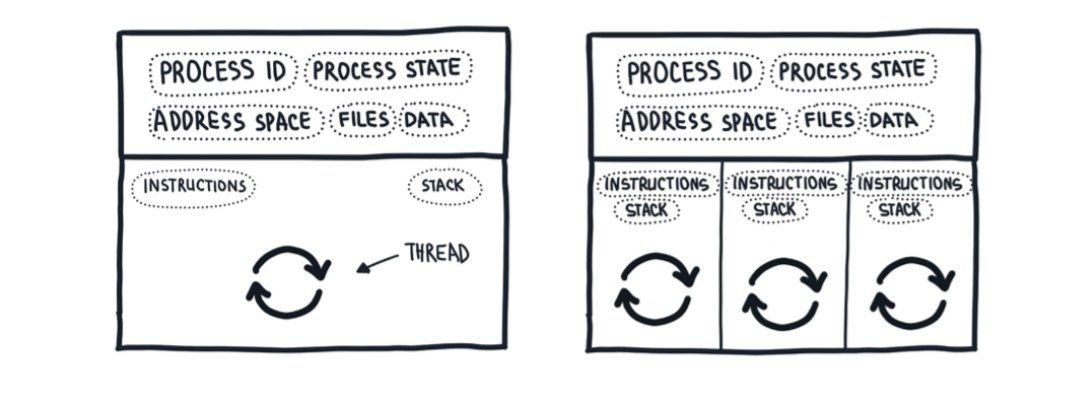 PROCESS ID PROCESS STATE
ADDRESS SPACE FILES DATA
INSTRUCTIONS STACK
THREAD
PROCESS ID PROCESS STATE
ADDRESS SPACE FILES DATA
INSTRUCTIONS INSTRUCTIONS INSTRUCTIONS
STACK STACK STACK